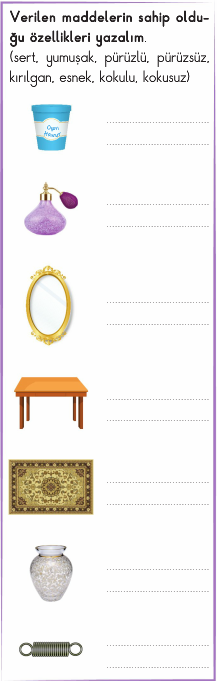 Verilen maddelerin sahip oldu-
ğu özellikleri yazalım.
(sert, yumuşak, pürüzlü, pürüzsüz,
kırılgan, esnek, kokulu, kokusuz)